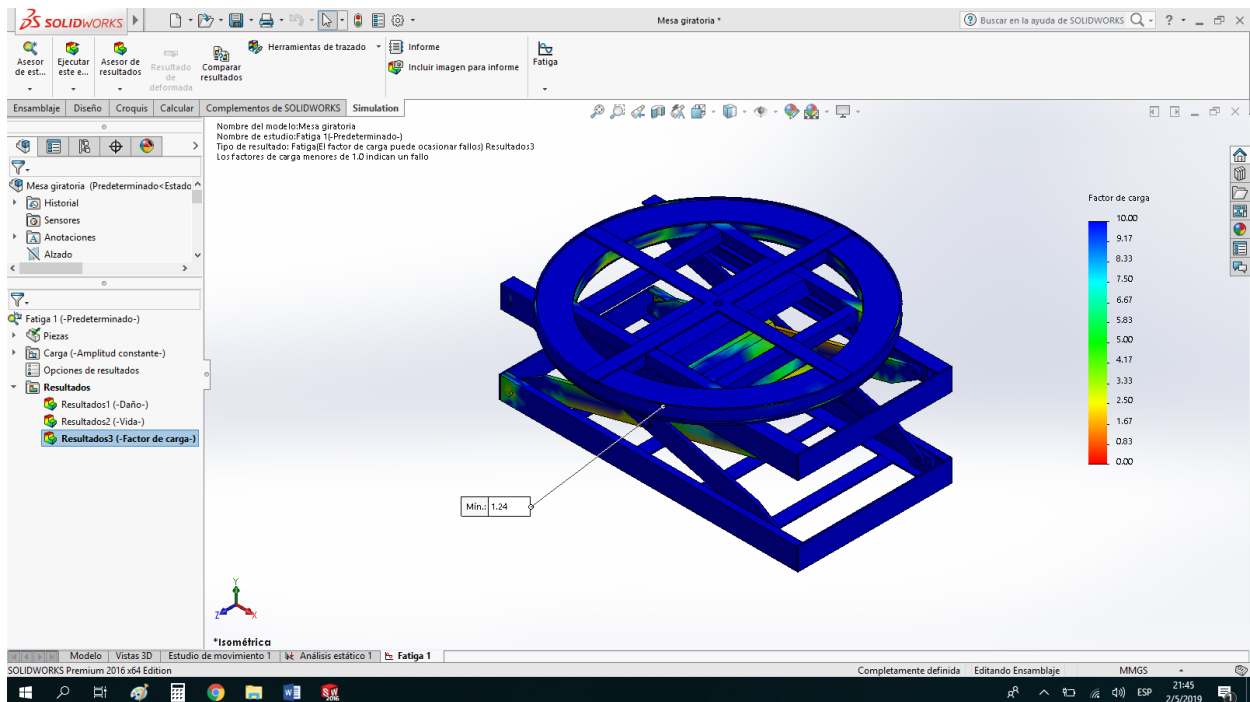 SOLIDWORKS
Mesa giratoria *
Buscar en la ayuda de SOLIDWORKS
Asesor de est...
Ejecutar este e...
Asesor de resultados
Resultado de deformada
Comparar resultados
Herramientas de trazado
Informe
Incluir imagen para informe
Fatiga
Ensamblaje
Diseño
Croquis
Calcular
Complementos de SOLIDWORKS
Simulation
Nombre del modelo:Mesa giratoria
Nombre de estudio:Fatiga 1(-Predeterminado-)
Tipo de resultado: Fatiga(El factor de carga puede ocasionar fallos) Resultados3
Los factores de carga menores de 1.0 indican un fallo
Mesa giratoria (Predeterminado<Estado
Historial
Sensores
Anotaciones
Alzado
Fatiga 1 (-Predeterminado-)
Piezas
Carga (-Amplitud constante-)
Opciones de resultados
Resultados
Resultados1 (-Daño-)
Resultados2 (-Vida-)
Resultados3 (-Factor de carga-)
Factor de carga
10.00
9.17
8.33
7.50
6.67
5.83
5.00
4.17
3.33
2.50
1.67
0.83
0.00
Mín.: 1.24
Y
Z
X
*Isométrica
Modelo
Vistas 3D
Estudio de movimiento 1
Análisis estático 1
Fatiga 1
SOLIDWORKS Premium 2016 x64 Edition
Completamente definida
Editando Ensamblaje
MMGS
ESP
21:45
2/5/2019